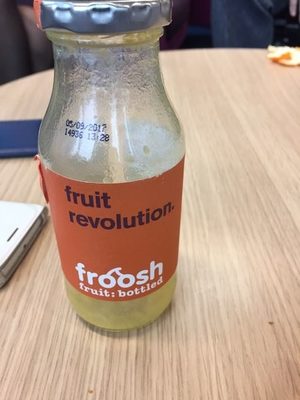 05/09/2017
14936 13:28
fruit
revolution.
froosh
fruit: bottled